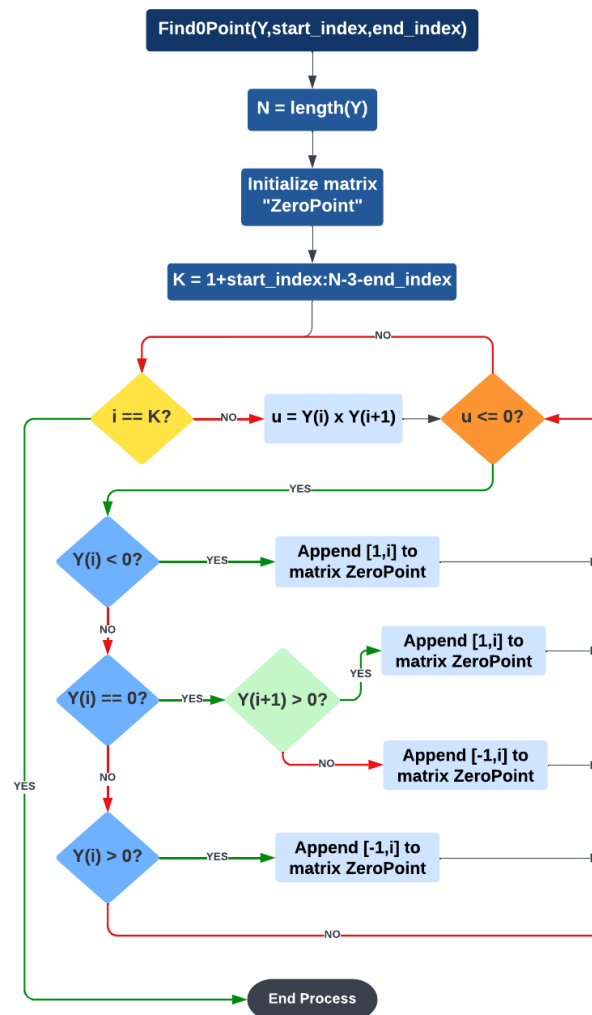 Find0Point(Y,start_index,end_index)
N = length(Y)
Initialize matrix
"ZeroPoint"
K = 1+start_index:N-3-end_index
NO
i == K?
NO
u = Y(i) x Y(i+1)
u <= 0?
YES
Y(i) < 0?
YES
Append [1,i] to
matrix ZeroPoint
NO
Append [1,i] to
matrix ZeroPoint
YES
Y(i) == 0?
YES
Y(i+1) > 0?
NO
Append [-1,i] to
matrix ZeroPoint
NO
YES
Y(i) > 0?
YES
Append [-1,i] to
matrix ZeroPoint
NO
End Process